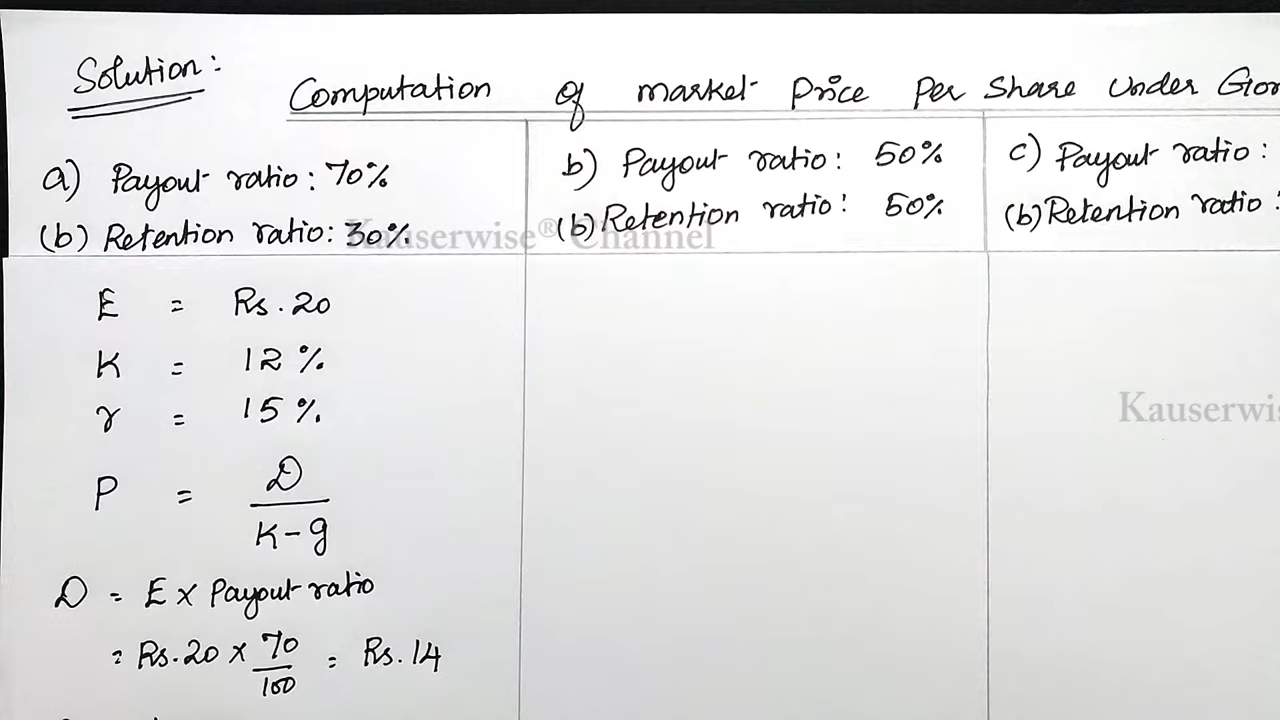 Solution:
Computation of market Price Per Share Under Gor
a) Payout ratio: 70%
(b) Retention ratio: 30%
b) Payout ratio: 50%
(b) Retention ratio: 50%
c) Payout ratio:
(b) Retention ratio:
Kauserwise® Channel
E = Rs. 20
K = 12 %
r = 15 %
P = D / K - g
Kauserwis
D = E x Payout ratio
= Rs. 20 x 70 / 100 = Rs. 14